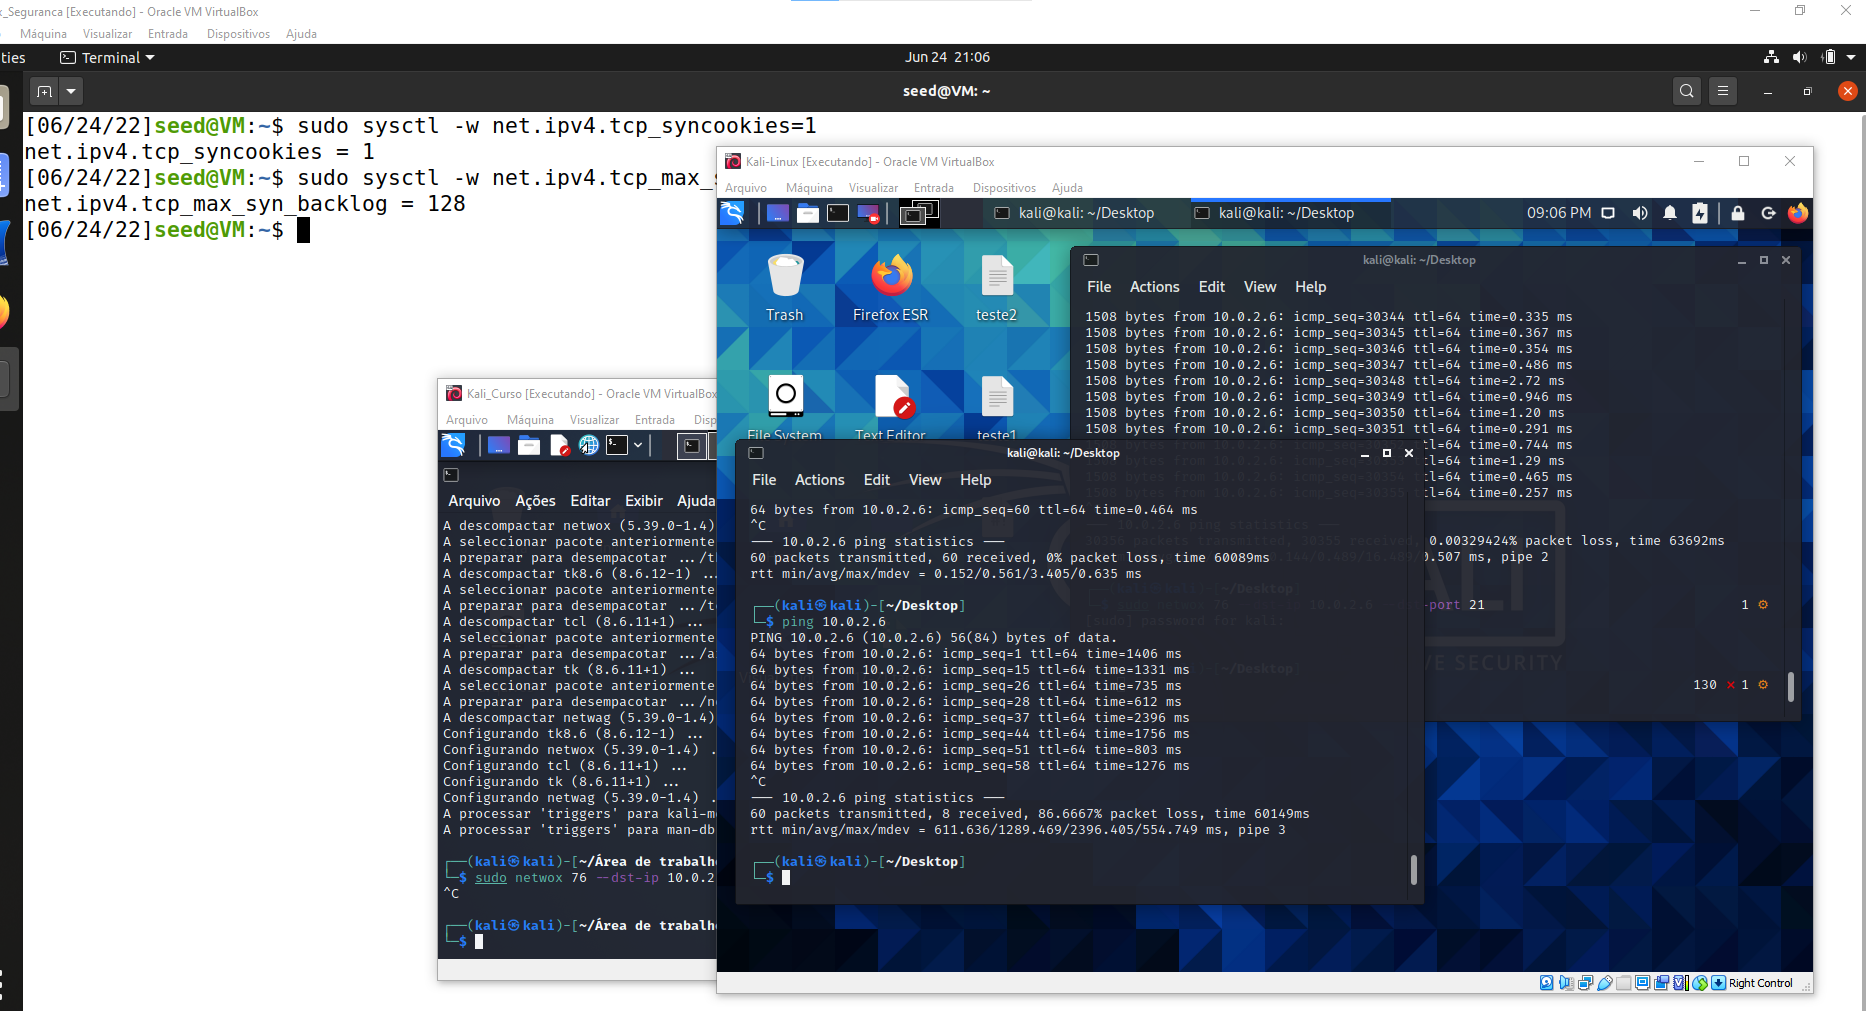 x_Seguranca [Executando] - Oracle VM VirtualBox
Máquina Visualizar Entrada Dispositivos Ajuda
ties Terminal Jun 24 21:06
seed@VM: ~
[06/24/22]seed@VM:~$ sudo sysctl -w net.ipv4.tcp_syncookies=1
net.ipv4.tcp_syncookies = 1
[06/24/22]seed@VM:~$ sudo sysctl -w net.ipv4.tcp_max_s
net.ipv4.tcp_max_syn_backlog = 128
[06/24/22]seed@VM:~$
Kali_Curso [Executando] - Oracle VM VirtualBox
Arquivo Máquina Visualizar Entrada Disp
Arquivo Ações Editar Exibir Ajuda
A descompactar netwox (5.39.0-1.4)
A seleccionar pacote anteriormente
A preparar para desempacotar .../t
A descompactar tk8.6 (8.6.12-1) ...
A seleccionar pacote anteriormente
A preparar para desempacotar .../t
A descompactar tcl (8.6.11+1) ...
A seleccionar pacote anteriormente
A preparar para desempacotar .../a
A descompactar tk (8.6.11+1) ...
A seleccionar pacote anteriormente
A preparar para desempacotar .../n
A descompactar netwag (5.39.0-1.4)
Configurando tk8.6 (8.6.12-1) ...
Configurando netwox (5.39.0-1.4) .
Configurando tcl (8.6.11+1) ...
Configurando tk (8.6.11+1) ...
Configurando netwag (5.39.0-1.4) .
A processar 'triggers' para kali-m
A processar 'triggers' para man-db
(kali㉿kali)-[~/Área de trabalho
$ sudo netwox 76 --dst-ip 10.0.2
^C
(kali㉿kali)-[~/Área de trabalho
$
Kali-Linux [Executando] - Oracle VM VirtualBox
Arquivo Máquina Visualizar Entrada Dispositivos Ajuda
kali@kali: ~/Desktop kali@kali: ~/Desktop 09:06 PM
Trash Firefox ESR teste2
File System Text Editor teste1
kali@kali: ~/Desktop
File Actions Edit View Help
1508 bytes from 10.0.2.6: icmp_seq=30344 ttl=64 time=0.335 ms
1508 bytes from 10.0.2.6: icmp_seq=30345 ttl=64 time=0.367 ms
1508 bytes from 10.0.2.6: icmp_seq=30346 ttl=64 time=0.354 ms
1508 bytes from 10.0.2.6: icmp_seq=30347 ttl=64 time=0.486 ms
1508 bytes from 10.0.2.6: icmp_seq=30348 ttl=64 time=2.72 ms
1508 bytes from 10.0.2.6: icmp_seq=30349 ttl=64 time=0.946 ms
1508 bytes from 10.0.2.6: icmp_seq=30350 ttl=64 time=1.20 ms
1508 bytes from 10.0.2.6: icmp_seq=30351 ttl=64 time=0.291 ms
ttl=64 time=0.744 ms
ttl=64 time=1.29 ms
ttl=64 time=0.465 ms
ttl=64 time=0.257 ms
0.00329424% packet loss, time 63692ms
0.507 ms, pipe 2
-port 21 1
130 × 1
kali@kali: ~/Desktop
File Actions Edit View Help
64 bytes from 10.0.2.6: icmp_seq=60 ttl=64 time=0.464 ms
^C
--- 10.0.2.6 ping statistics ---
60 packets transmitted, 60 received, 0% packet loss, time 60089ms
rtt min/avg/max/mdev = 0.152/0.561/3.405/0.635 ms
(kali㉿kali)-[~/Desktop]
$ ping 10.0.2.6
PING 10.0.2.6 (10.0.2.6) 56(84) bytes of data.
64 bytes from 10.0.2.6: icmp_seq=1 ttl=64 time=1406 ms
64 bytes from 10.0.2.6: icmp_seq=15 ttl=64 time=1331 ms
64 bytes from 10.0.2.6: icmp_seq=26 ttl=64 time=735 ms
64 bytes from 10.0.2.6: icmp_seq=28 ttl=64 time=612 ms
64 bytes from 10.0.2.6: icmp_seq=37 ttl=64 time=2396 ms
64 bytes from 10.0.2.6: icmp_seq=44 ttl=64 time=1756 ms
64 bytes from 10.0.2.6: icmp_seq=51 ttl=64 time=803 ms
64 bytes from 10.0.2.6: icmp_seq=58 ttl=64 time=1276 ms
^C
--- 10.0.2.6 ping statistics ---
60 packets transmitted, 8 received, 86.6667% packet loss, time 60149ms
rtt min/avg/max/mdev = 611.636/1289.469/2396.405/554.749 ms, pipe 3
(kali㉿kali)-[~/Desktop]
$
Right Control